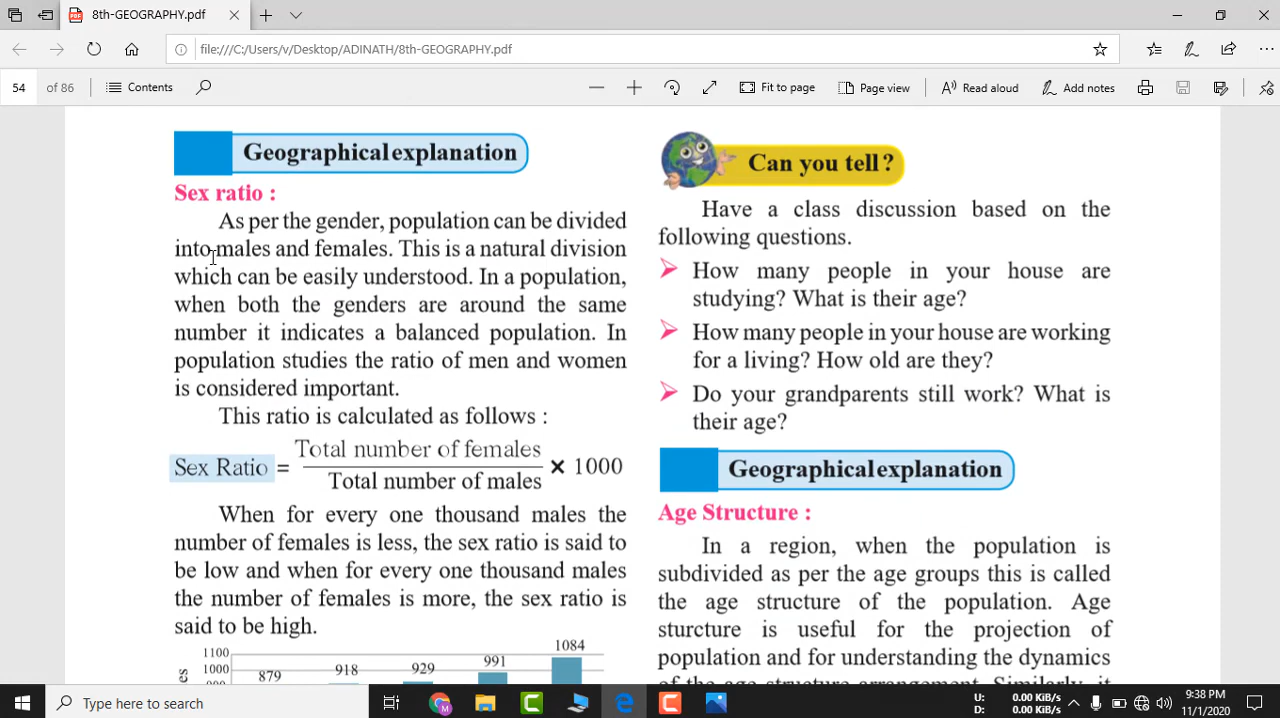 8th-GEOGRAPHY.pdf
file:///C:/Users/v/Desktop/ADINATH/8th-GEOGRAPHY.pdf
54 of 86 Contents Fit to page Page view Read aloud Add notes
Geographical explanation
Sex ratio :
As per the gender, population can be divided
into males and females. This is a natural division
which can be easily understood. In a population,
when both the genders are around the same
number it indicates a balanced population. In
population studies the ratio of men and women
is considered important.
This ratio is calculated as follows :
Sex Ratio = Total number of females
Total number of males × 1000
When for every one thousand males the
number of females is less, the sex ratio is said to
be low and when for every one thousand males
the number of females is more, the sex ratio is
said to be high.
1100
1000
879 918 929 991 1084
Can you tell?
Have a class discussion based on the
following questions.
How many people in your house are
studying? What is their age?
How many people in your house are working
for a living? How old are they?
Do your grandparents still work? What is
their age?
Geographical explanation
Age Structure :
In a region, when the population is
subdivided as per the age groups this is called
the age structure of the population. Age
sturcture is useful for the projection of
population and for understanding the dynamics
of the age structure arrangement. Similarly, it
Type here to search
U: 0.00 KiB/s
D: 0.00 KiB/s
9:38 PM
11/1/2020